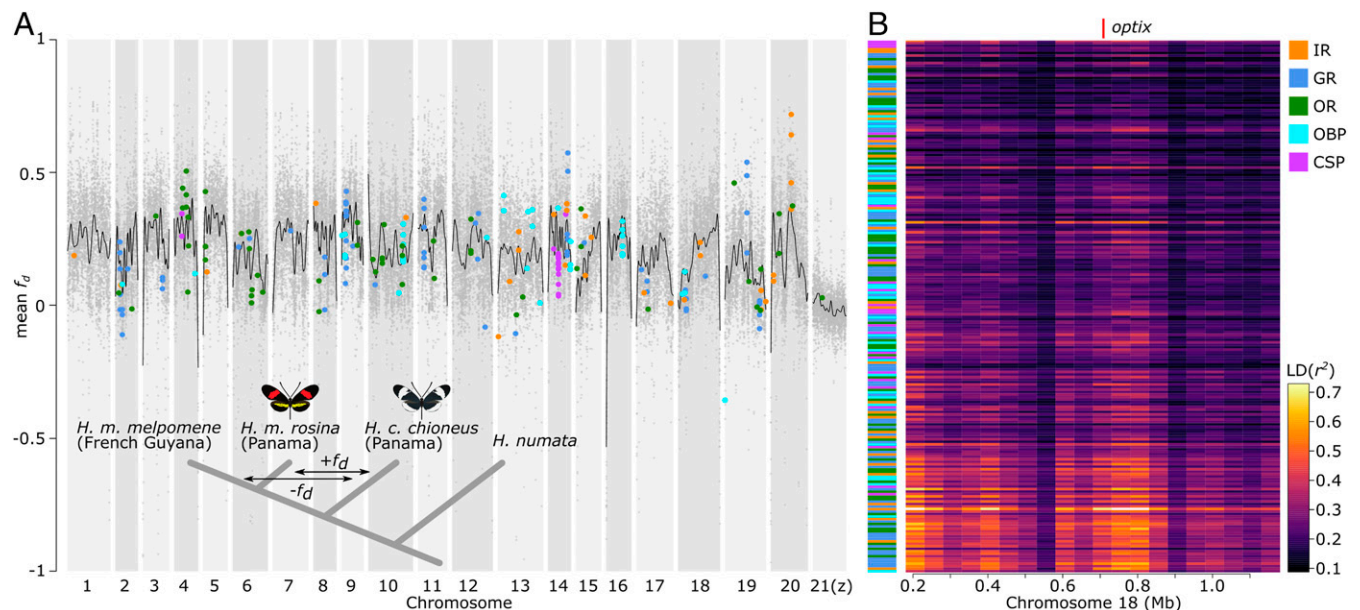 A
B
1
0.5
0
-0.5
-1
mean fd
H. m. melpomene
(French Guyana)
H. m. rosina
(Panama)
H. c. chioneus
(Panama)
H. numata
+fd
-fd
1 2 3 4 5 6 7 8 9 10 11 12 13 14 15 16 17 18 19 20 21(z)
Chromosome
optix
IR
GR
OR
OBP
CSP
LD(r²)
0.7
0.6
0.5
0.4
0.3
0.2
0.1
0.2 0.4 0.6 0.8 1.0
Chromosome 18 (Mb)